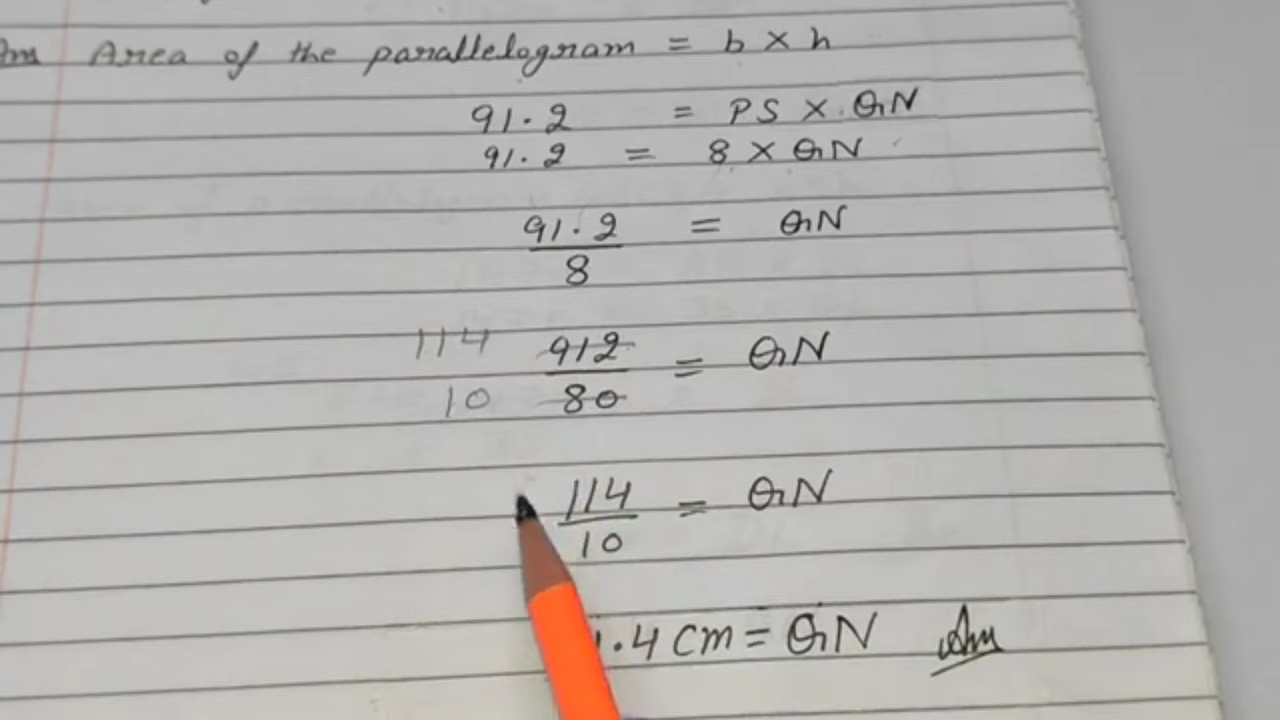 Ans Area of the parallelogram = b × h
91.2 = PS × QN
91.2 = 8 × QN
91.2/8 = QN
114/10 912/80 = QN
114/10 = QN
.4 cm = QN Ans